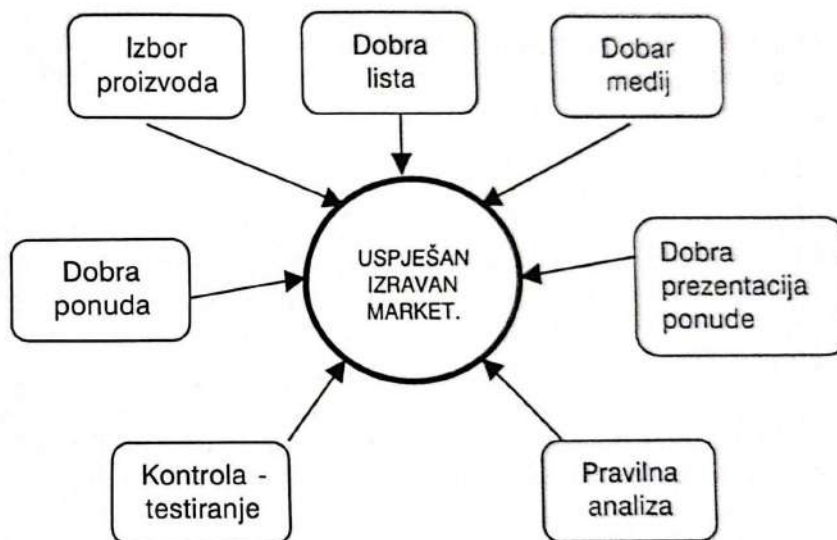 Izbor
proizvoda
Dobra
lista
Dobar
medij
Dobra
ponuda
USPJEŠAN
IZRAVAN
MARKET.
Dobra
prezentacija
ponude
Kontrola -
testiranje
Pravilna
analiza